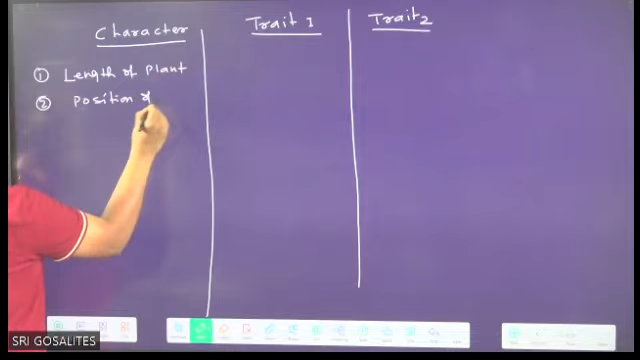 Character
Trait 1
Trait 2
① Length of Plant
② Position of
SRI GOSALITES